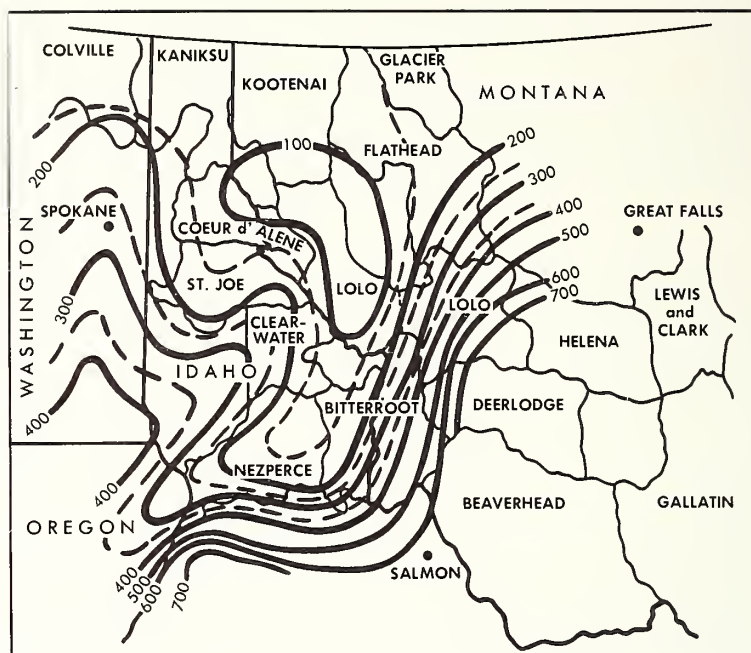 COLVILLE
KANIKSU
KOOTENAI
GLACIER
PARK
MONTANA
100
FLATHEAD
200
300
400
500
600
700
200
SPOKANE
GREAT FALLS
COEUR d'ALENE
ST. JOE
LOLO
LOLO
LEWIS
and
CLARK
WASHINGTON
300
CLEAR-
WATER
HELENA
IDAHO
BITTERROOT
DEERLODGE
400
NEZPERCE
400
BEAVERHEAD
GALLATIN
OREGON
400
500
600
700
SALMON